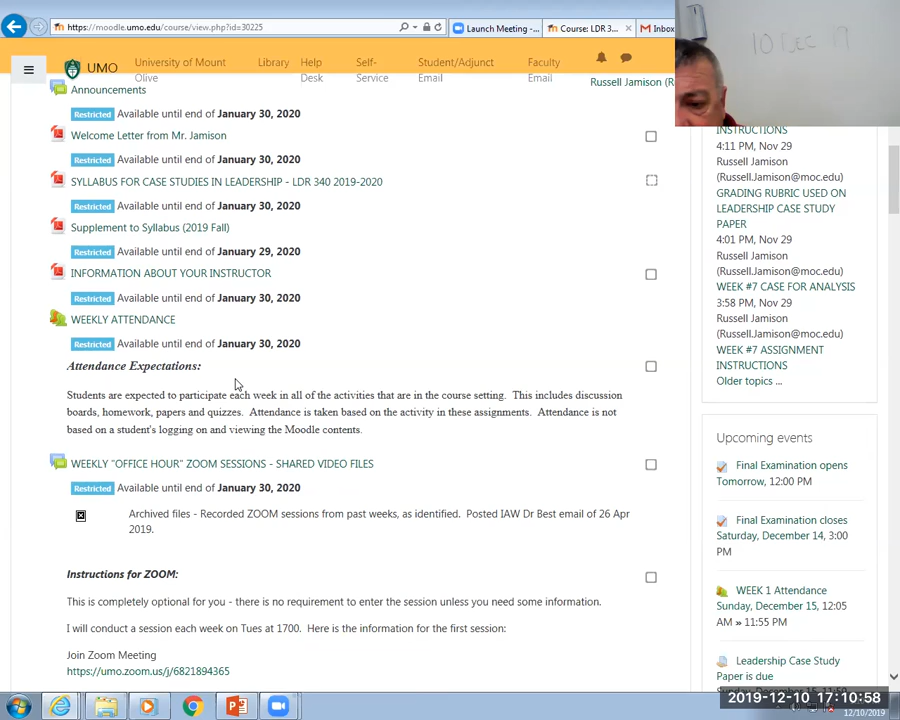 https://moodle.umo.edu/course/view.php?id=30225
Launch Meeting -...
Course: LDR 3...
Inbox
10 DEC 19
UMO
University of Mount Olive
Library
Help Desk
Self-Service
Student/Adjunct Email
Faculty Email
Russell Jamison (R
Announcements
Restricted Available until end of January 30, 2020
Welcome Letter from Mr. Jamison
Restricted Available until end of January 30, 2020
SYLLABUS FOR CASE STUDIES IN LEADERSHIP - LDR 340 2019-2020
Restricted Available until end of January 30, 2020
Supplement to Syllabus (2019 Fall)
Restricted Available until end of January 29, 2020
INFORMATION ABOUT YOUR INSTRUCTOR
Restricted Available until end of January 30, 2020
WEEKLY ATTENDANCE
Restricted Available until end of January 30, 2020
Attendance Expectations:
Students are expected to participate each week in all of the activities that are in the course setting. This includes discussion
boards, homework, papers and quizzes. Attendance is taken based on the activity in these assignments. Attendance is not
based on a student's logging on and viewing the Moodle contents.
WEEKLY "OFFICE HOUR" ZOOM SESSIONS - SHARED VIDEO FILES
Restricted Available until end of January 30, 2020
Archived files - Recorded ZOOM sessions from past weeks, as identified. Posted IAW Dr Best email of 26 Apr
2019.
Instructions for ZOOM:
This is completely optional for you - there is no requirement to enter the session unless you need some information.
I will conduct a session each week on Tues at 1700. Here is the information for the first session:
Join Zoom Meeting
https://umo.zoom.us/j/6821894365
INSTRUCTIONS
4:11 PM, Nov 29
Russell Jamison
(Russell.Jamison@moc.edu)
GRADING RUBRIC USED ON
LEADERSHIP CASE STUDY
PAPER
4:01 PM, Nov 29
Russell Jamison
(Russell.Jamison@moc.edu)
WEEK #7 CASE FOR ANALYSIS
3:58 PM, Nov 29
Russell Jamison
(Russell.Jamison@moc.edu)
WEEK #7 ASSIGNMENT
INSTRUCTIONS
Older topics ...
Upcoming events
Final Examination opens
Tomorrow, 12:00 PM
Final Examination closes
Saturday, December 14, 3:00
PM
WEEK 1 Attendance
Sunday, December 15, 12:05
AM » 11:55 PM
Leadership Case Study
Paper is due
2019-12-10 17:10:58
12/10/2019